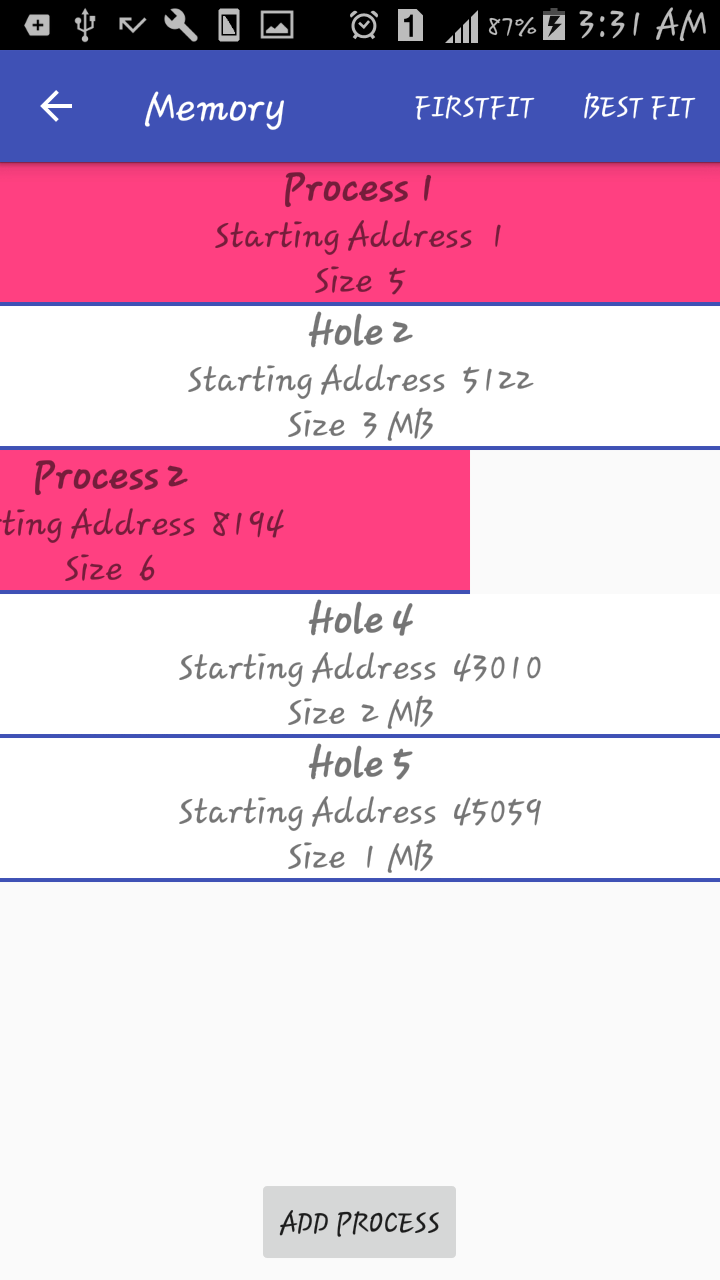 1 87% 3:31 AM
Memory FIRSTFIT BEST FIT
Process 1
Starting Address 1
Size 5
Hole 2
Starting Address 5122
Size 3 MB
Process 2
ting Address 8194
Size 6
Hole 4
Starting Address 43010
Size 2 MB
Hole 5
Starting Address 45059
Size 1 MB
ADD PROCESS